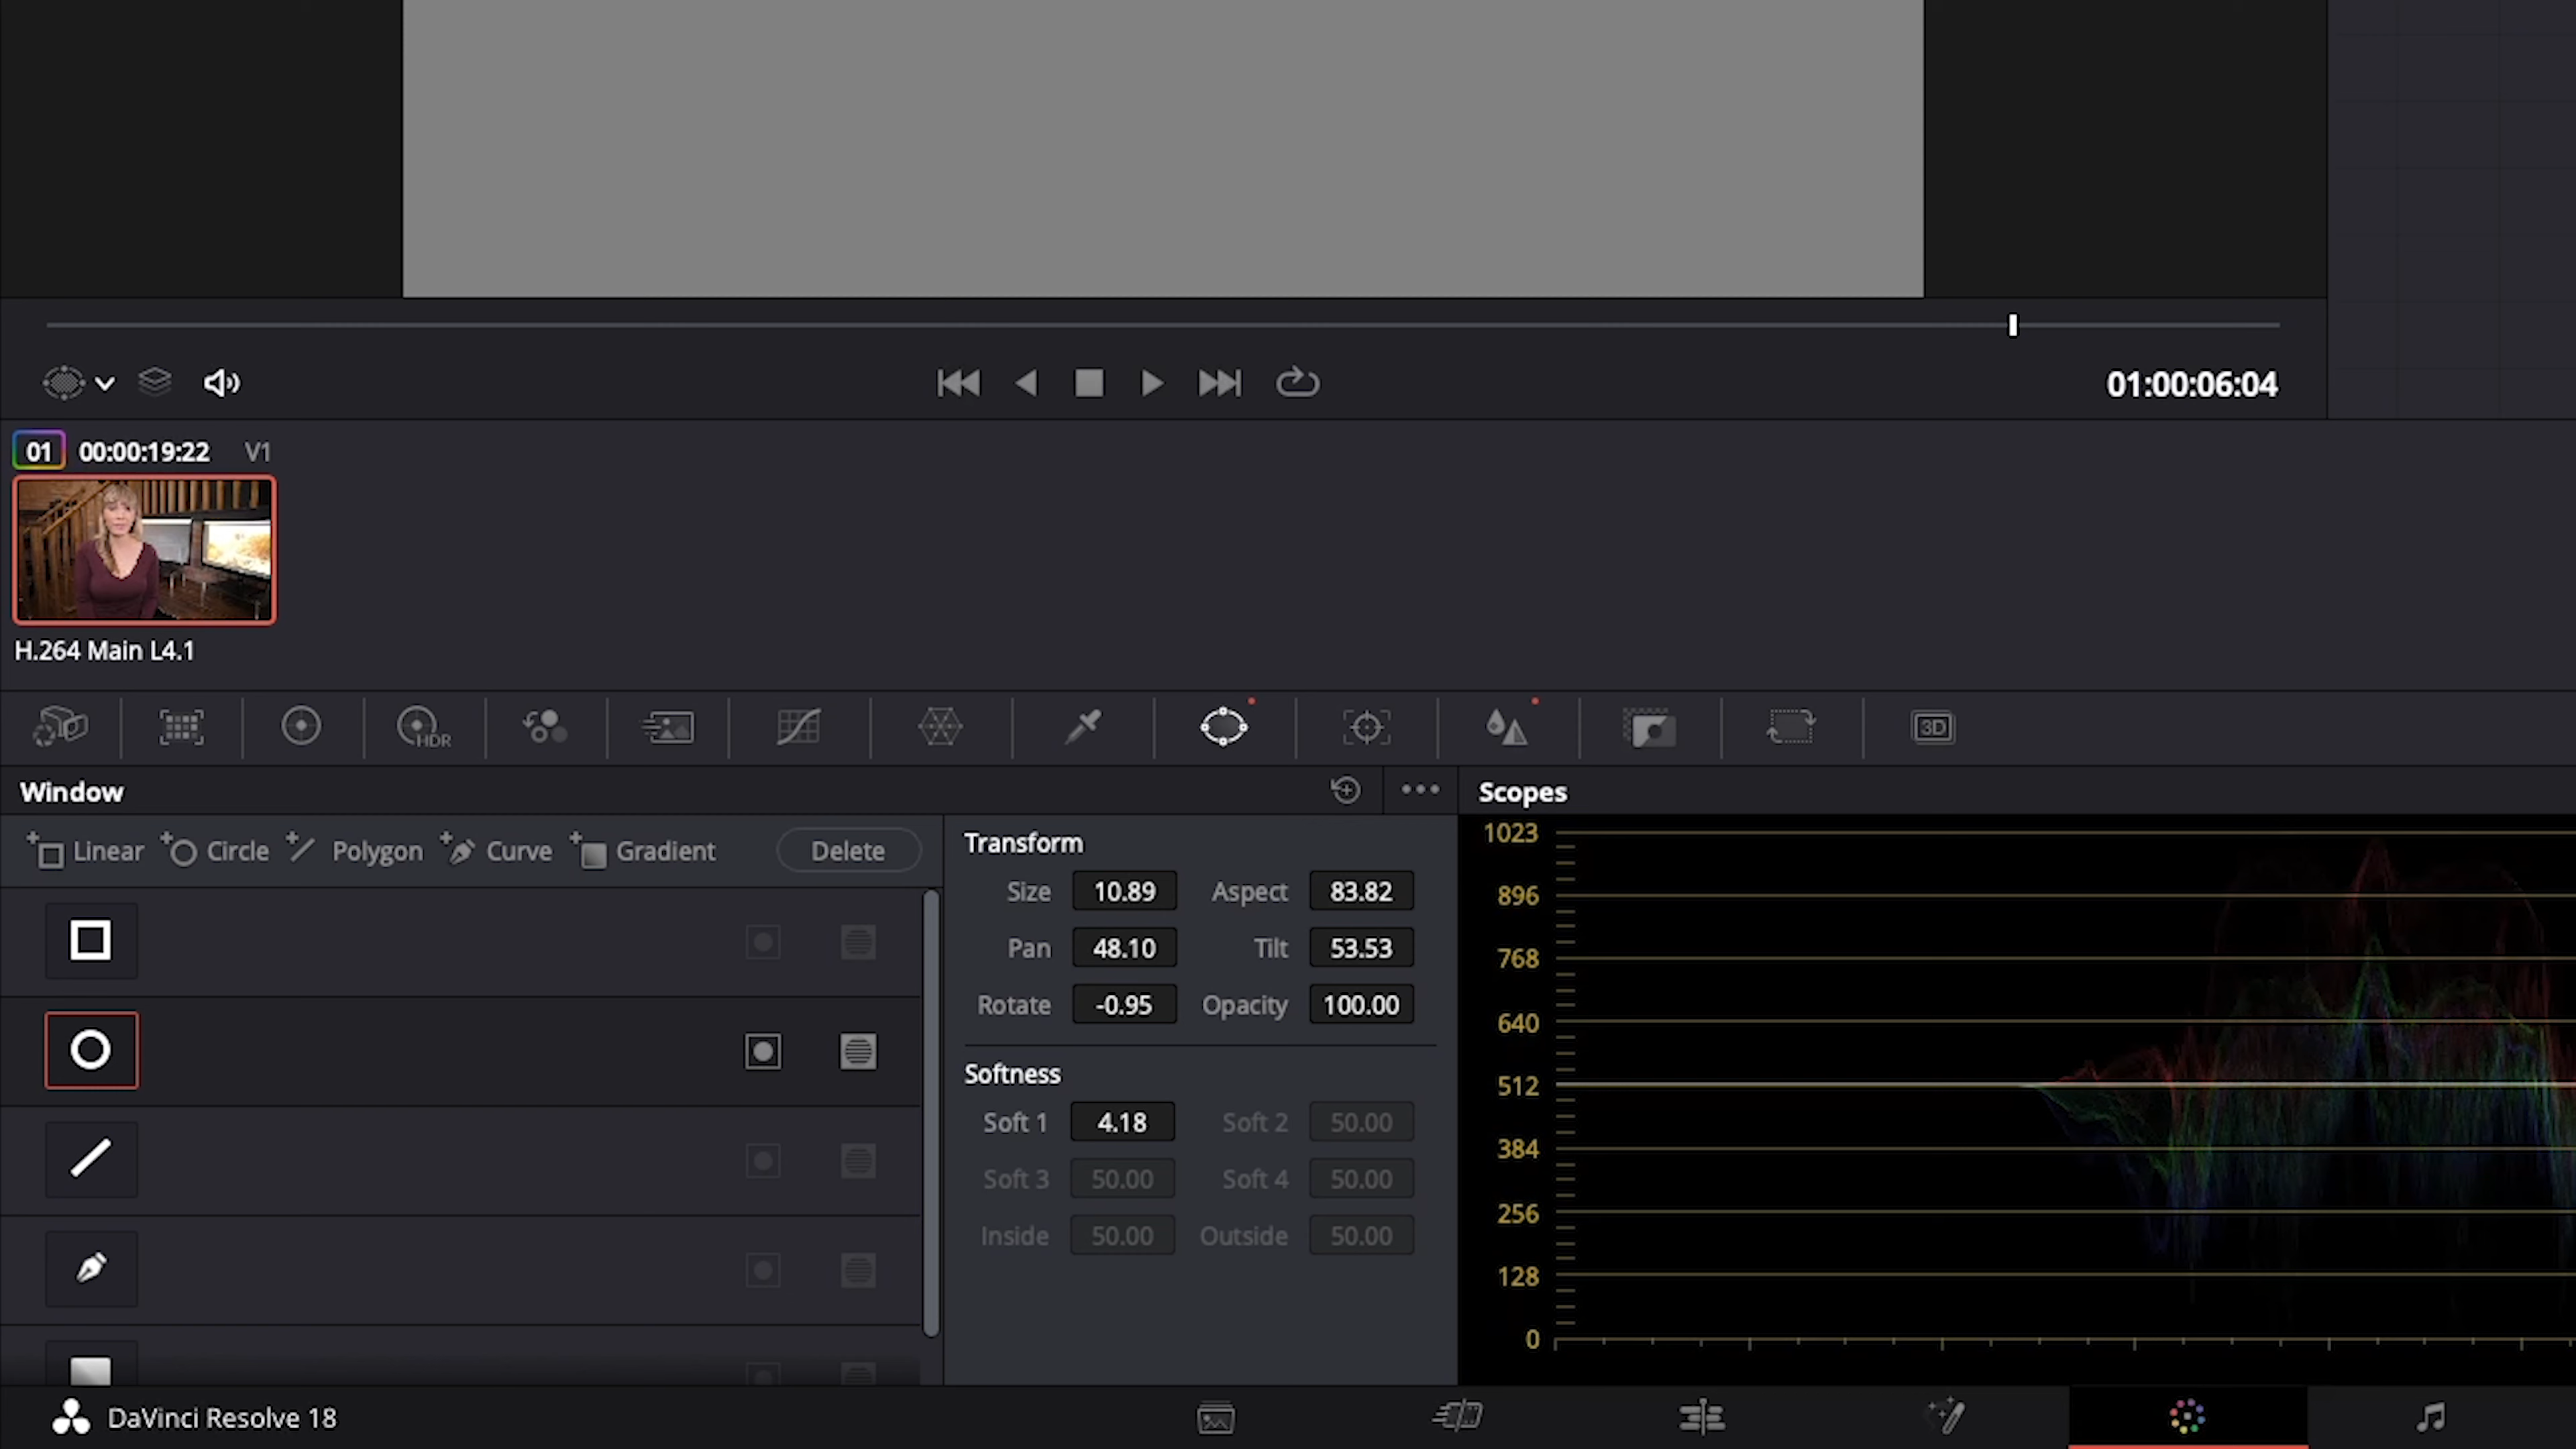 01:00:06:04
01 00:00:19:22 V1
H.264 Main L4.1
HDR
3D
Window
Scopes
Linear Circle Polygon Curve Gradient Delete
Transform
Size 10.89 Aspect 83.82
Pan 48.10 Tilt 53.53
Rotate -0.95 Opacity 100.00
Softness
Soft 1 4.18 Soft 2 50.00
Soft 3 50.00 Soft 4 50.00
Inside 50.00 Outside 50.00
1023
896
768
640
512
384
256
128
0
DaVinci Resolve 18